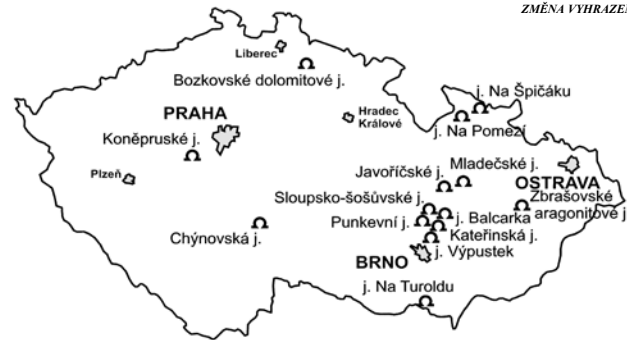 ZMĚNA VYHRAZENA
Liberec
Bozkovské dolomitové j.
j. Na Špičáku
PRAHA
Hradec
Králové
j. Na Pomezí
Koněpruské j.
Plzeň
Javoříčské j.
Mladečské j.
OSTRAVA
Sloupsko-šošůvské j.
Zbrašovské
aragonitové j.
Punkevní j.
j. Balcarka
Chýnovská j.
Kateřinská j.
j. Výpustek
BRNO
j. Na Turoldu